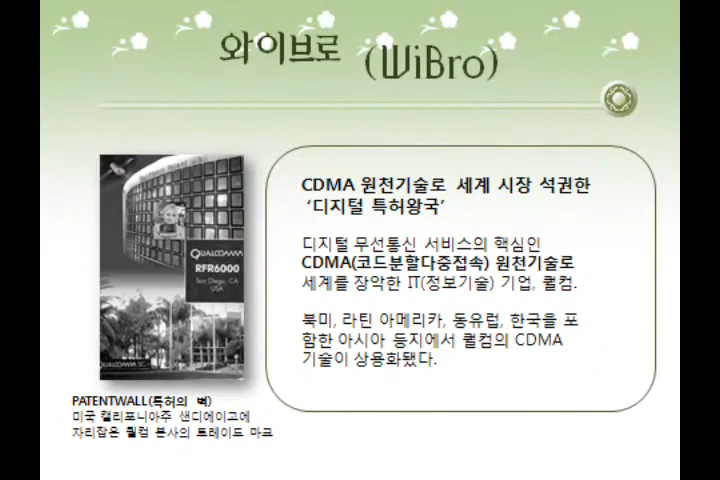 와이브로 (WiBro)
CDMA 원천기술로 세계 시장 석권한
‘디지털 특허왕국’
디지털 무선통신 서비스의 핵심인
CDMA(코드분할다중접속) 원천기술로
세계를 장악한 IT(정보기술) 기업, 퀄컴.
북미, 라틴 아메리카, 동유럽, 한국을 포
함한 아시아 등지에서 퀄컴의 CDMA
기술이 상용화됐다.
QUALCOMM
RFR6000
San Diego, CA
USA
QUALCOMM
PATENTWALL(특허의 벽)
미국 캘리포니아주 샌디에이고에
자리잡은 퀄컴 본사의 트레이드 마크